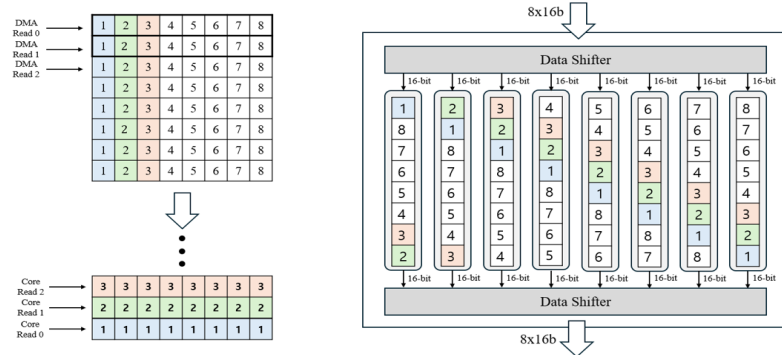 DMA
Read 0
DMA
Read 1
DMA
Read 2
1 2 3 4 5 6 7 8
1 2 3 4 5 6 7 8
1 2 3 4 5 6 7 8
1 2 3 4 5 6 7 8
1 2 3 4 5 6 7 8
1 2 3 4 5 6 7 8
1 2 3 4 5 6 7 8
1 2 3 4 5 6 7 8
Core
Read 2
Core
Read 1
Core
Read 0
3 3 3 3 3 3 3 3
2 2 2 2 2 2 2 2
1 1 1 1 1 1 1 1
8x16b
Data Shifter
16-bit 16-bit 16-bit 16-bit 16-bit 16-bit 16-bit 16-bit
1 2 3 4 5 6 7 8
8 1 2 3 4 5 6 7
7 8 1 2 3 4 5 6
6 7 8 1 2 3 4 5
5 6 7 8 1 2 3 4
4 5 6 7 8 1 2 3
3 4 5 6 7 8 1 2
2 3 4 5 6 7 8 1
16-bit 16-bit 16-bit 16-bit 16-bit 16-bit 16-bit 16-bit
Data Shifter
8x16b